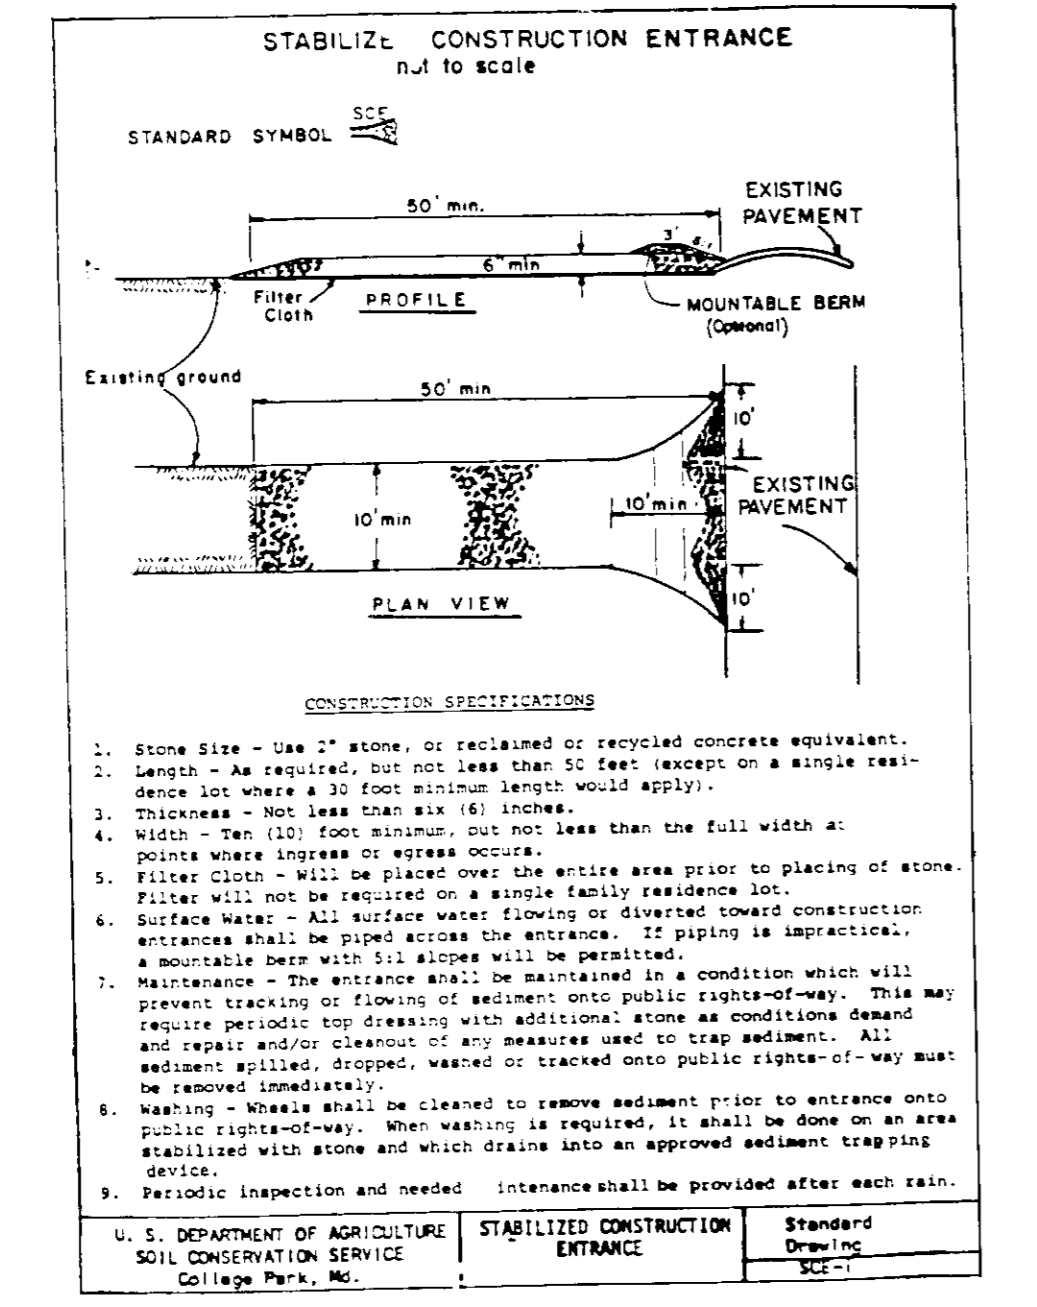 STABILIZE CONSTRUCTION ENTRANCE
not to scale
SCE
STANDARD SYMBOL
50' min.
EXISTING
PAVEMENT
3'
6" min
Filter
Cloth
PROFILE
MOUNTABLE BERM
(Optional)
Existing ground
50' min
10'
EXISTING
PAVEMENT
10' min
10' min.
10'
PLAN VIEW
CONSTRUCTION SPECIFICATIONS
1. Stone Size - Use 2" stone, or reclaimed or recycled concrete equivalent.
2. Length - As required, but not less than 50 feet (except on a single resi-
dence lot where a 30 foot minimum length would apply).
3. Thickness - Not less than six (6) inches.
4. Width - Ten (10) foot minimum, but not less than the full width at
points where ingress or egress occurs.
5. Filter Cloth - Will be placed over the entire area prior to placing of stone.
Filter will not be required on a single family residence lot.
6. Surface Water - All surface water flowing or diverted toward construction
entrances shall be piped across the entrance. If piping is impractical,
a mountable berm with 5:1 slopes will be permitted.
7. Maintenance - The entrance shall be maintained in a condition which will
prevent tracking or flowing of sediment onto public rights-of-way. This may
require periodic top dressing with additional stone as conditions demand
and repair and/or cleanout of any measures used to trap sediment. All
sediment spilled, dropped, washed or tracked onto public rights-of-way must
be removed immediately.
8. Washing - Wheels shall be cleaned to remove sediment prior to entrance onto
public rights-of-way. When washing is required, it shall be done on an area
stabilized with stone and which drains into an approved sediment trapping
device.
9. Periodic inspection and needed intenance shall be provided after each rain.
U. S. DEPARTMENT OF AGRICULTURE
SOIL CONSERVATION SERVICE
College Park, Md.
STABILIZED CONSTRUCTION
ENTRANCE
Standard
Drawing
SCE-1